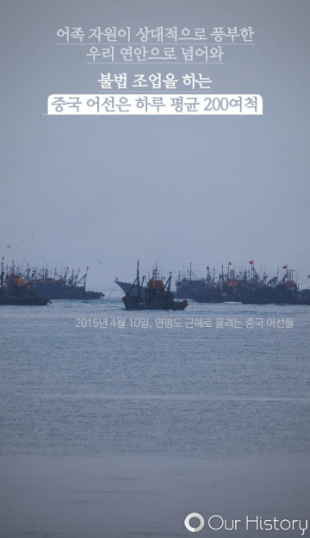 어족 자원이 상대적으로 풍부한
우리 연안으로 넘어와
불법 조업을 하는
중국 어선은 하루 평균 200여척
2015년 4월 10일, 연평도 근해로 몰려든 중국 어선들
Our History